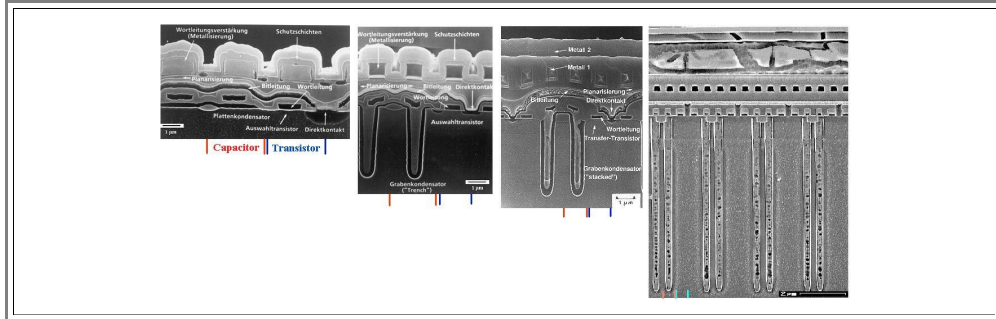 Wortleitungsverstärkung
(Metallisierung)
Schutzschichten
Planarisierung
Bitleitung
Wortleitung
Plattenkondensator
Auswahltransistor
Direktkontakt
1 µm
Capacitor
Transistor
Wortleitungsverstärkung
(Metallisierung)
Schutzschichten
Planarisierung
Bitleitung
Direktkontakt
Wortleitung
Auswahltransistor
Grabenkondensator
("Trench")
1 µm
Metall 2
Metall 1
Planarisierung
Bitleitung
Direktkontakt
Wortleitung
Transfer-Transistor
Grabenkondensator
("stacked")
1 µm